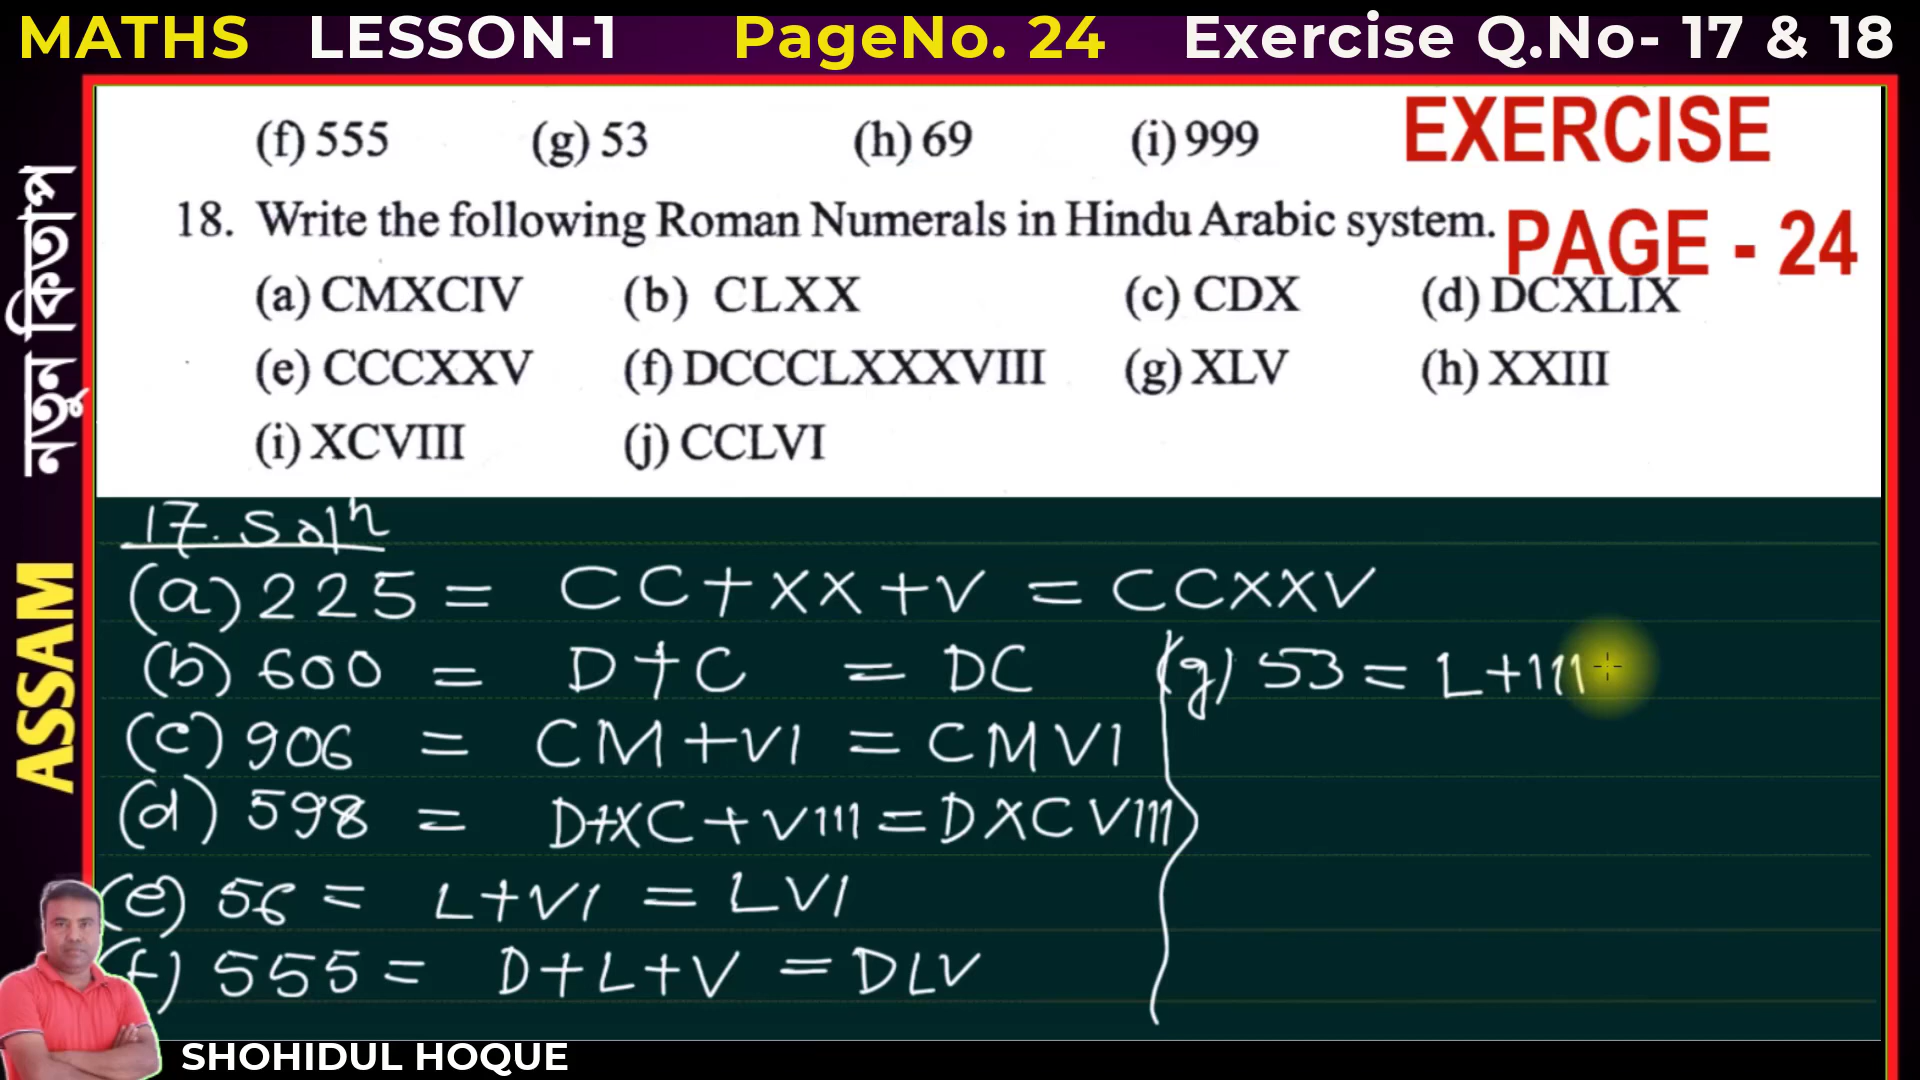 MATHS LESSON-1 PageNo. 24 Exercise Q.No- 17 & 18
EXERCISE
PAGE - 24
(f) 555 (g) 53 (h) 69 (i) 999
18. Write the following Roman Numerals in Hindu Arabic system.
(a) CMXCIV (b) CLXX (c) CDX (d) DCXLIX
(e) CCCXXV (f) DCCCLXXXVIII (g) XLV (h) XXIII
(i) XCVIII (j) CCLVI
17. Solⁿ
(a) 225 = CC+XX+V = CCXXV
(b) 600 = D+C = DC
(c) 906 = CM+VI = CMVI
(d) 598 = D+XC+VIII = DXCVIII
(e) 56 = L+VI = LVI
(f) 555 = D+L+V = DLV
(g) 53 = L+III
ASSAM নতুন কিতাপ
SHOHIDUL HOQUE